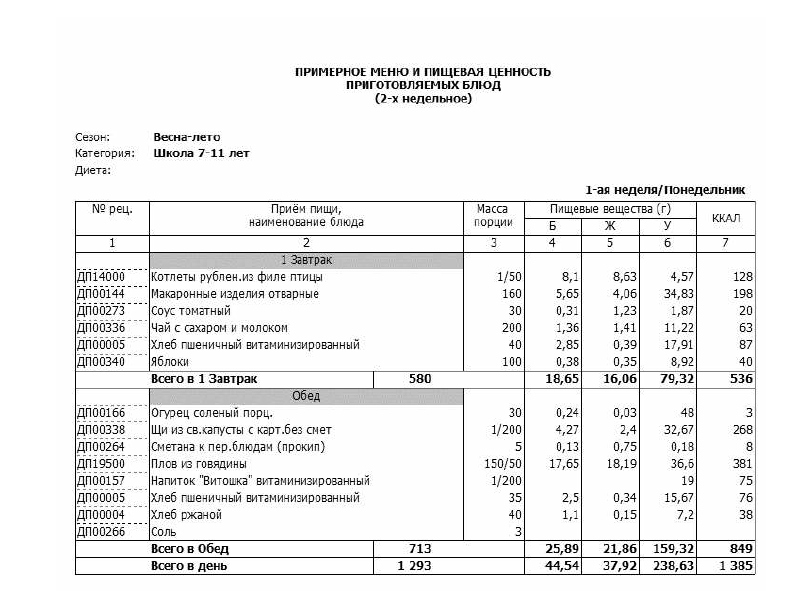 ПРИМЕРНОЕ МЕНЮ И ПИЩЕВАЯ ЦЕННОСТЬ
ПРИГОТОВЛЯЕМЫХ БЛЮД
(2-х недельное)
Сезон: Весна-лето
Категория: Школа 7-11 лет
Диета:
1-ая неделя/Понедельник
№ рец. Приём пищи, наименование блюда Масса порции Пищевые вещества (г) ККАЛ
Б Ж У
1 2 3 4 5 6 7
1 Завтрак
ДП14000 Котлеты рублен.из филе птицы 1/50 8,1 8,63 4,57 128
ДП00144 Макаронные изделия отварные 160 5,65 4,06 34,83 198
ДП00273 Соус томатный 30 0,31 1,23 1,87 20
ДП00336 Чай с сахаром и молоком 200 1,36 1,41 11,22 63
ДП00005 Хлеб пшеничный витаминизированный 40 2,85 0,39 17,91 87
ДП00340 Яблоки 100 0,38 0,35 8,92 40
Всего в 1 Завтрак 580 18,65 16,06 79,32 536
Обед
ДП00166 Огурец соленый порц. 30 0,24 0,03 48 3
ДП00338 Щи из св.капусты с карт.без смет 1/200 4,27 2,4 32,67 268
ДП00264 Сметана к пер.блюдам (прокип) 5 0,13 0,75 0,18 8
ДП19500 Плов из говядины 150/50 17,65 18,19 36,6 381
ДП00157 Напиток "Витошка" витаминизированный 1/200 19 75
ДП00005 Хлеб пшеничный витаминизированный 35 2,5 0,34 15,67 76
ДП00004 Хлеб ржаной 40 1,1 0,15 7,2 38
ДП00266 Соль 3
Всего в Обед 713 25,89 21,86 159,32 849
Всего в день 1 293 44,54 37,92 238,63 1 385